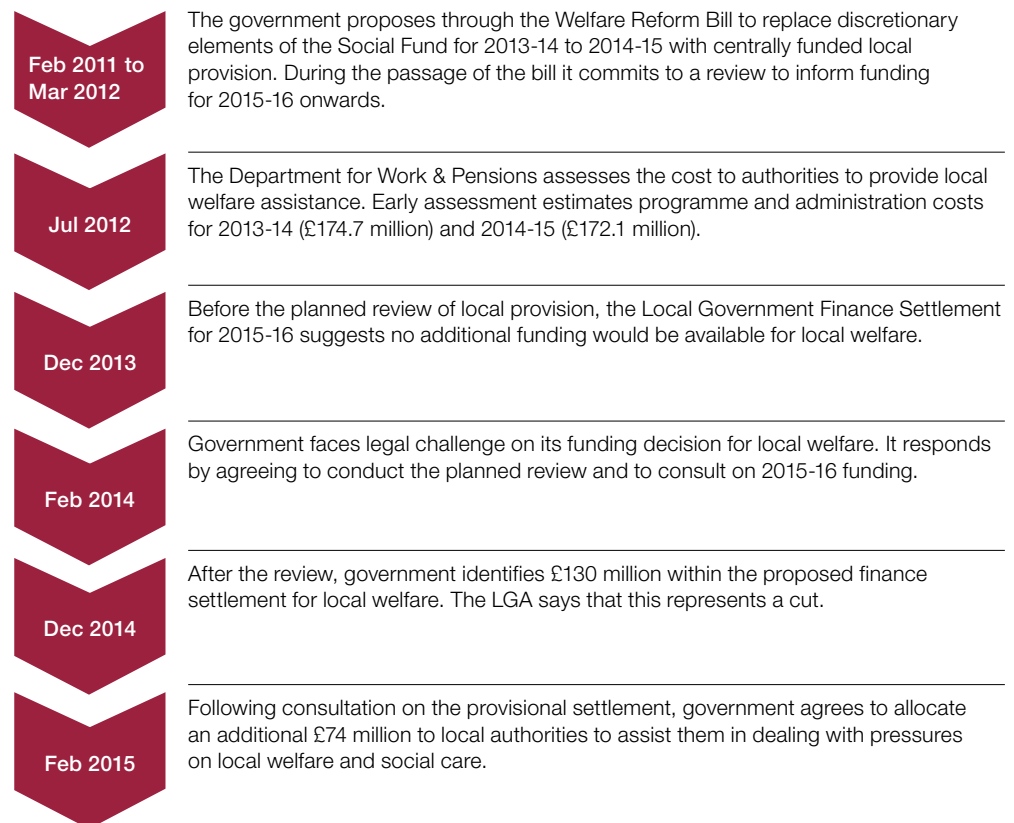 Feb 2011 to
Mar 2012
The government proposes through the Welfare Reform Bill to replace discretionary
elements of the Social Fund for 2013-14 to 2014-15 with centrally funded local
provision. During the passage of the bill it commits to a review to inform funding
for 2015-16 onwards.
Jul 2012
The Department for Work & Pensions assesses the cost to authorities to provide local
welfare assistance. Early assessment estimates programme and administration costs
for 2013-14 (£174.7 million) and 2014-15 (£172.1 million).
Dec 2013
Before the planned review of local provision, the Local Government Finance Settlement
for 2015-16 suggests no additional funding would be available for local welfare.
Feb 2014
Government faces legal challenge on its funding decision for local welfare. It responds
by agreeing to conduct the planned review and to consult on 2015-16 funding.
Dec 2014
After the review, government identifies £130 million within the proposed finance
settlement for local welfare. The LGA says that this represents a cut.
Feb 2015
Following consultation on the provisional settlement, government agrees to allocate
an additional £74 million to local authorities to assist them in dealing with pressures
on local welfare and social care.